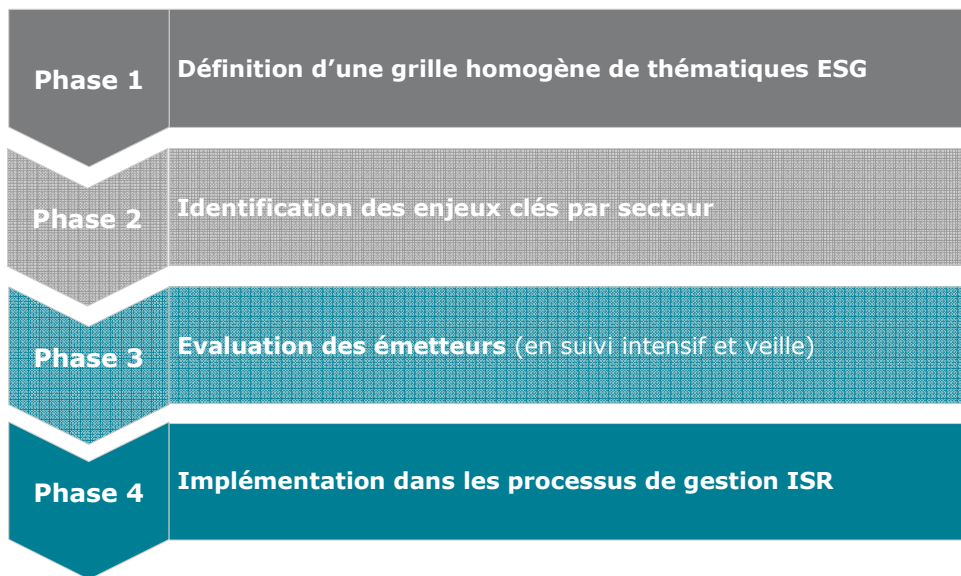 Phase 1
Définition d’une grille homogène de thématiques ESG
Phase 2
Identification des enjeux clés par secteur
Phase 3
Evaluation des émetteurs (en suivi intensif et veille)
Phase 4
Implémentation dans les processus de gestion ISR